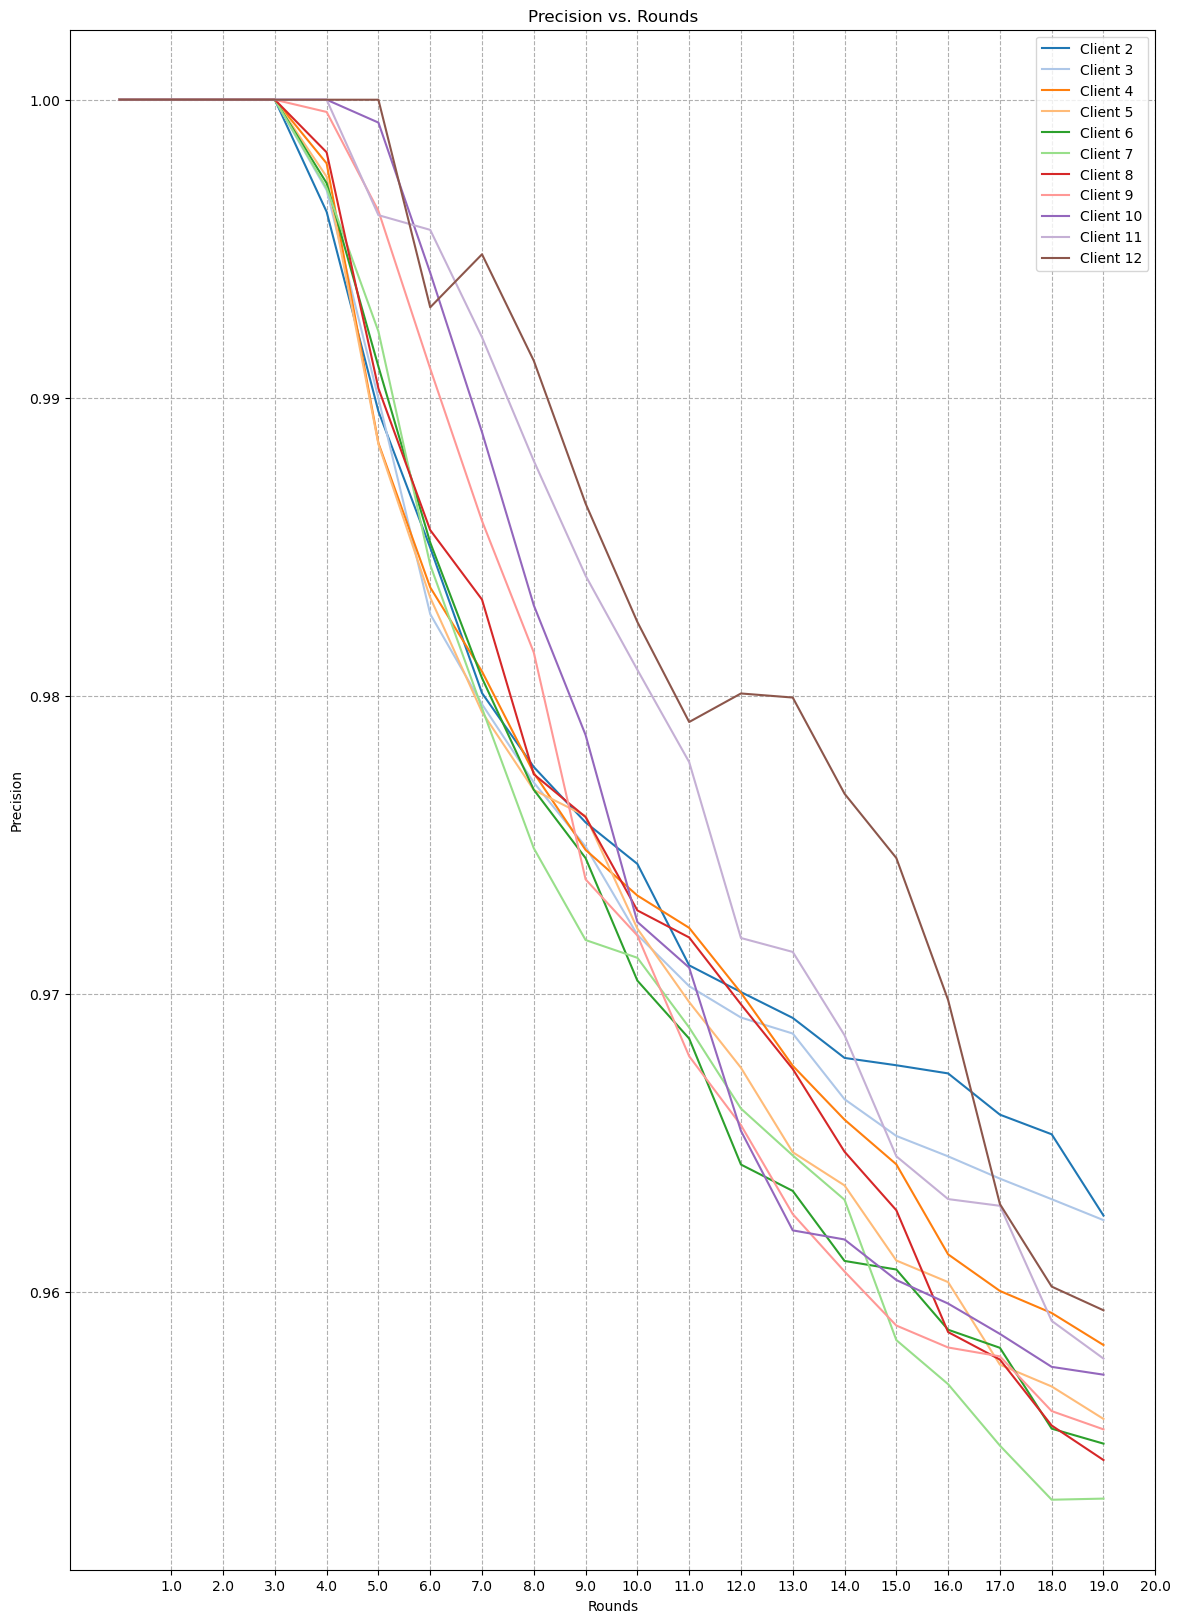 Precision vs. Rounds
Client 2
Client 3
Client 4
Client 5
Client 6
Client 7
Client 8
Client 9
Client 10
Client 11
Client 12
1.00
0.99
0.98
0.97
0.96
Precision
1.0 2.0 3.0 4.0 5.0 6.0 7.0 8.0 9.0 10.0 11.0 12.0 13.0 14.0 15.0 16.0 17.0 18.0 19.0 20.0
Rounds